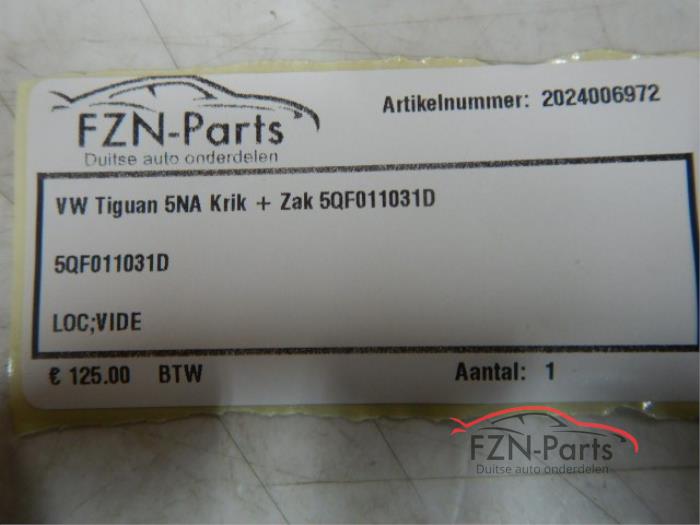 FZN-Parts
Duitse auto onderdelen
Artikelnummer: 2024006972
VW Tiguan 5NA Krik + Zak 5QF011031D
5QF011031D
LOC;VIDE
€ 125.00 BTW
Aantal: 1
FZN-Parts
Duitse auto onderdelen